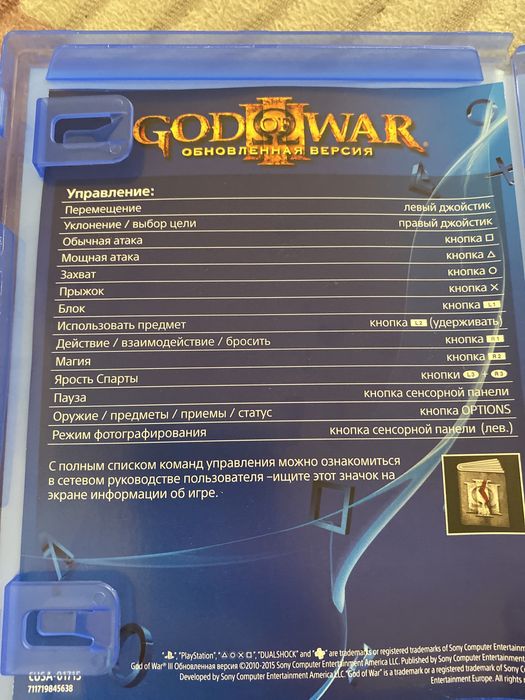 GOD OF WAR III
ОБНОВЛЕННАЯ ВЕРСИЯ
Управление:
Перемещение левый джойстик
Уклонение / выбор цели правый джойстик
Обычная атака кнопка □
Мощная атака кнопка △
Захват кнопка ○
Прыжок кнопка ✕
Блок кнопка L1
Использовать предмет кнопка L2 (удерживать)
Действие / взаимодействие / бросить кнопка R1
Магия кнопка R2
Ярость Спарты кнопки L3 + R3
Пауза кнопка сенсорной панели
Оружие / предметы / приемы / статус кнопка OPTIONS
Режим фотографирования кнопка сенсорной панели (лев.)
С полным списком команд управления можно ознакомиться
в сетевом руководстве пользователя –ищите этот значок на
экране информации об игре.
"PlayStation", "△○✕□", "DUALSHOCK" and are trademarks or registered trademarks of Sony Computer Entertainm
God of War® III Обновленная версия ©2010-2015 Sony Computer Entertainment America LLC. Published by Sony Computer Entertainm
Developed by Sony Computer Entertainment America LLC. "God of War" is a registered trademark of Sony Computer
Entertainment Europe. All rights
CUSA-01715
711719845638